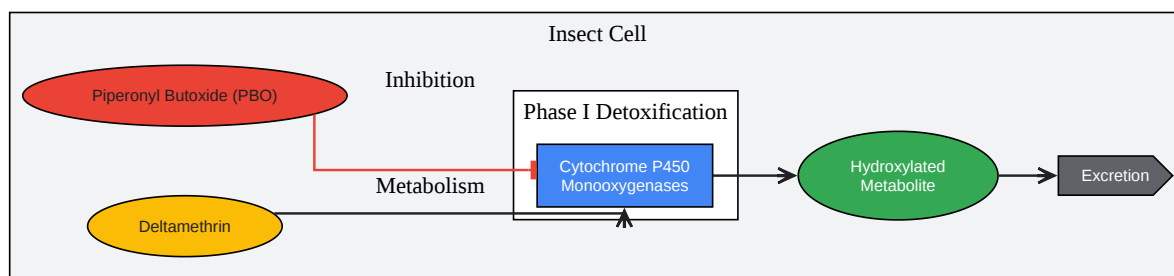 Insect Cell
Inhibition
Piperonyl Butoxide (PBO)
Phase I Detoxification
Cytochrome P450
Monooxygenases
Hydroxylated
Metabolite
Excretion
Metabolism
Deltamethrin